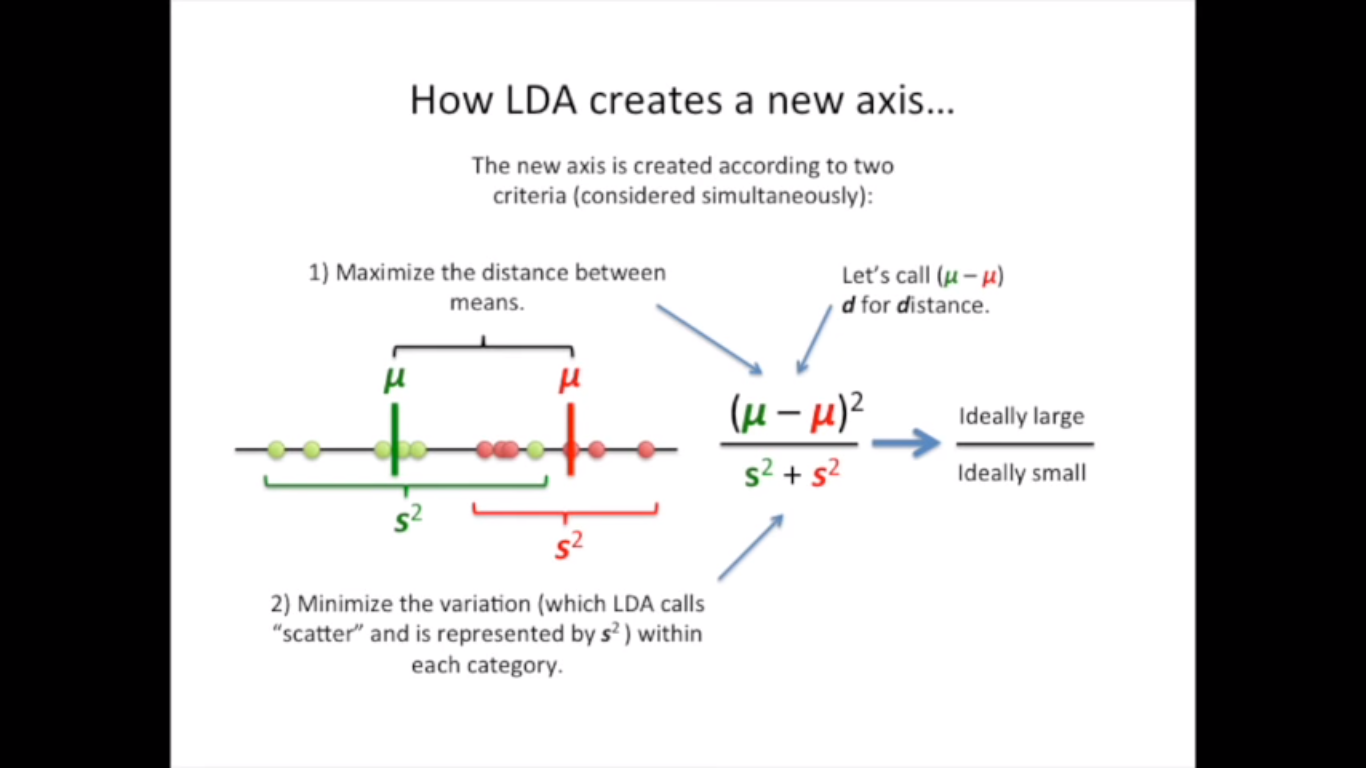 How LDA creates a new axis...
The new axis is created according to two
criteria (considered simultaneously):
1) Maximize the distance between
means.
Let's call (μ – μ)
d for distance.
μ
μ
(μ – μ)²
s² + s²
Ideally large
Ideally small
s²
s²
2) Minimize the variation (which LDA calls
"scatter" and is represented by s² ) within
each category.